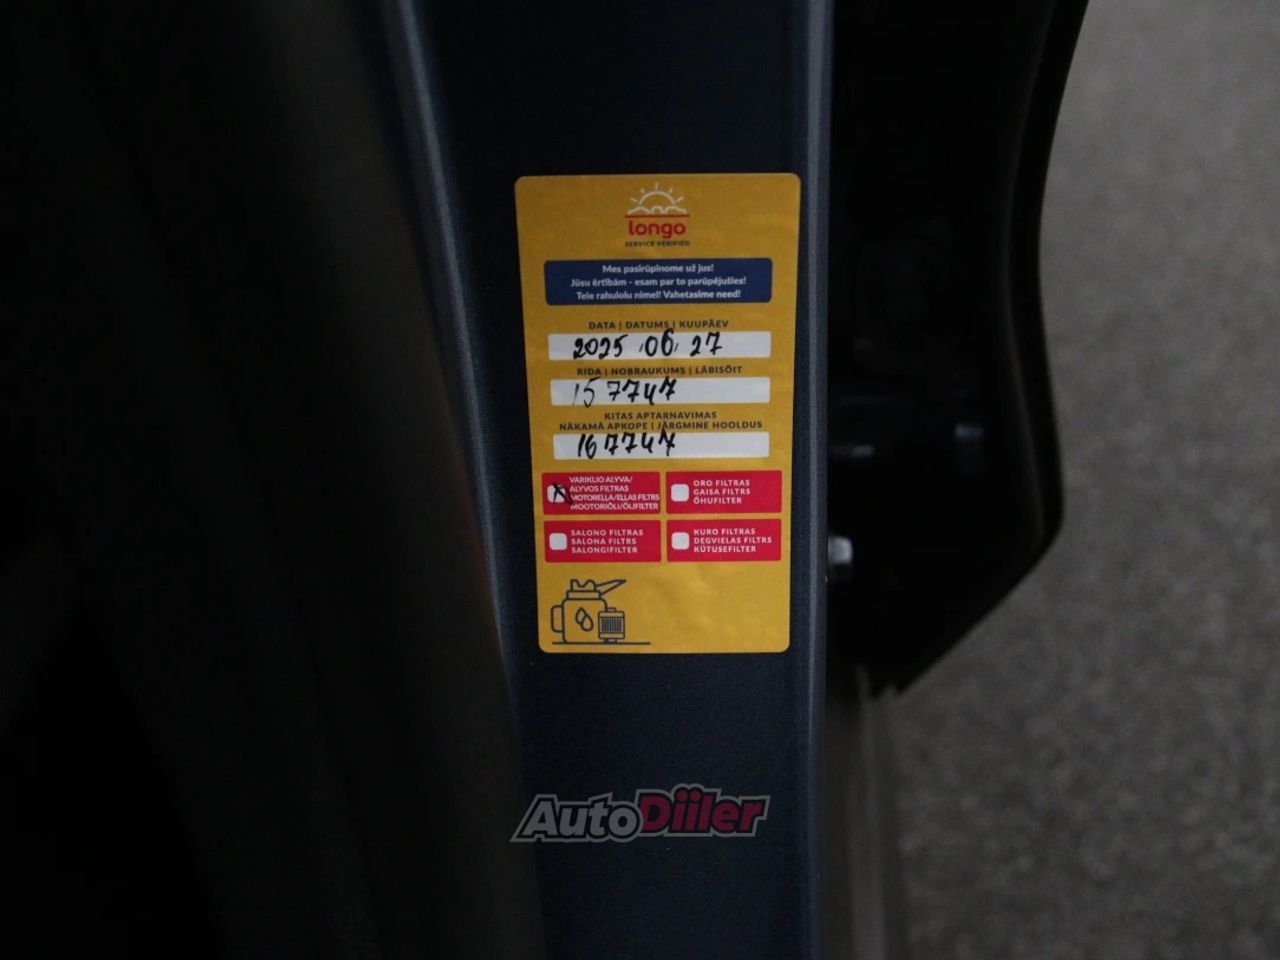 longo
SERVICE VERIFIED
Mes pasirūpinome už jus!
Jūsu ērtībām - esam par to parūpējušies!
Teie rahulolu nimel! Vahetasime need!
DATA | DATUMS | KUUPÄEV
2025.06.27
RIDA | NOBRAUKUMS | LÄBISÕIT
157747
KITAS APTARNAVIMAS
NĀKAMĀ APKOPE | JÄRGMINE HOOLDUS
167747
VARIKLIO ALYVA/
ALYVOS FILTRAS
MOTORELLA/ELLAS FILTRS
MOOTORIÕLI/ÕLIFILTER
ORO FILTRAS
GAISA FILTRS
ÕHUFILTER
SALONO FILTRAS
SALONA FILTRS
SALONGIFILTER
KURO FILTRAS
DEGVIELAS FILTRS
KÜTUSEFILTER
AutoDiiler